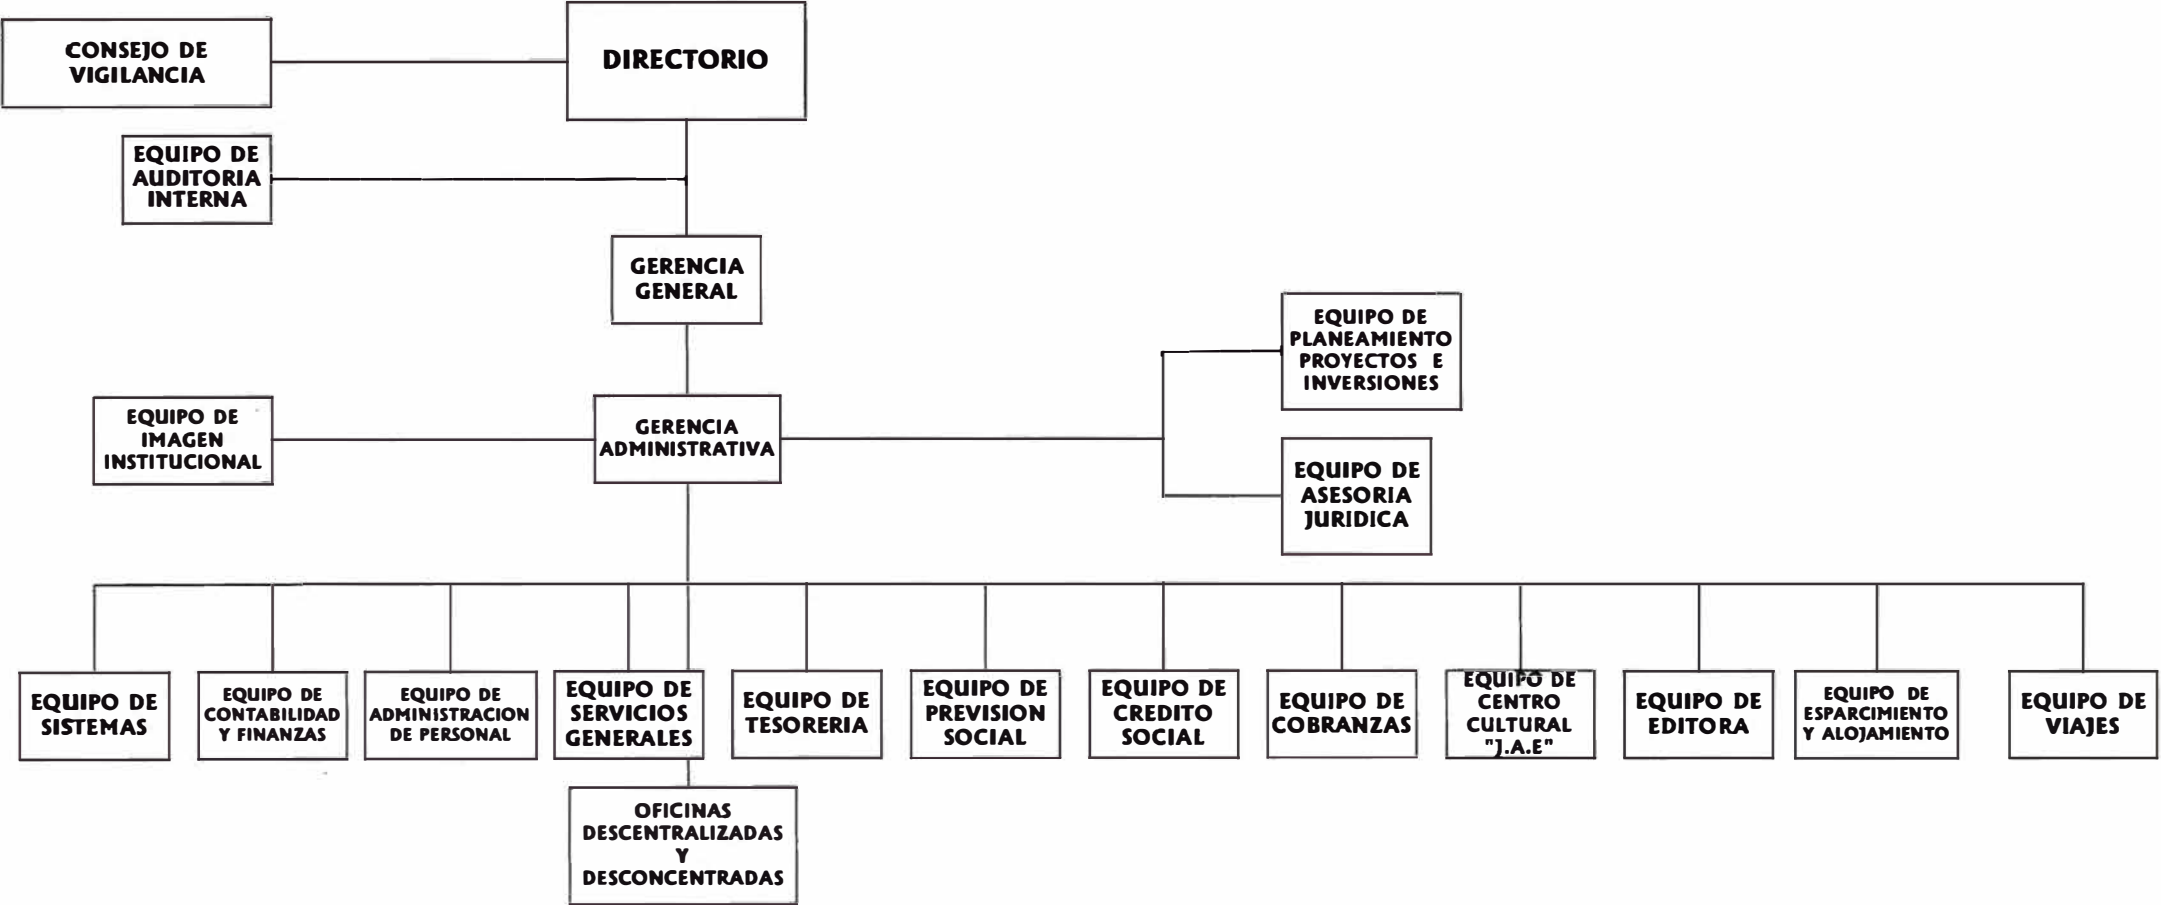 CONSEJO DE
VIGILANCIA
DIRECTORIO
EQUIPO DE
AUDITORIA
INTERNA
GERENCIA
GENERAL
EQUIPO DE
PLANEAMIENTO
PROYECTOS E
INVERSIONES
EQUIPO DE
IMAGEN
INSTITUCIONAL
GERENCIA
ADMINISTRATIVA
EQUIPO DE
ASESORIA
JURIDICA
EQUIPO DE
SISTEMAS
EQUIPO DE
CONTABILIDAD
Y FINANZAS
EQUIPO DE
ADMINISTRACION
DE PERSONAL
EQUIPO DE
SERVICIOS
GENERALES
EQUIPO DE
TESORERIA
EQUIPO DE
PREVISION
SOCIAL
EQUIPO DE
CREDITO
SOCIAL
EQUIPO DE
COBRANZAS
EQUIPO DE
CENTRO
CULTURAL
"J.A.E"
EQUIPO DE
EDITORA
EQUIPO DE
ESPARCIMIENTO
Y ALOJAMIENTO
EQUIPO DE
VIAJES
OFICINAS
DESCENTRALIZADAS
Y
DESCONCENTRADAS